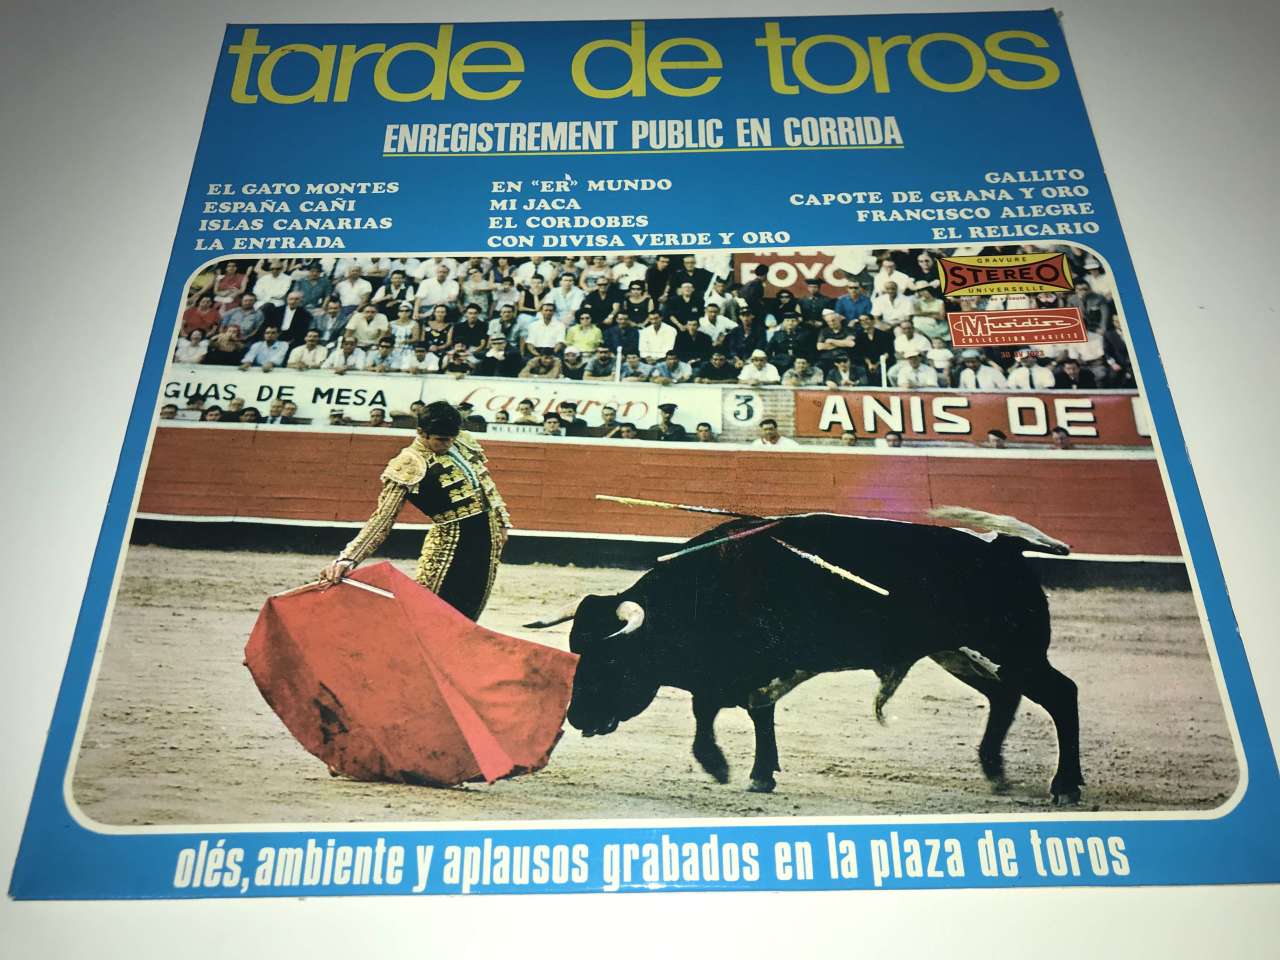 tarde de toros
ENREGISTREMENT PUBLIC EN CORRIDA
EL GATO MONTES
ESPAÑA CAÑI
ISLAS CANARIAS
LA ENTRADA
EN "ER" MUNDO
MI JACA
EL CORDOBES
CON DIVISA VERDE Y ORO
GALLITO
CAPOTE DE GRANA Y ORO
FRANCISCO ALEGRE
EL RELICARIO
GRAVURE
STEREO
UNIVERSELLE
Musidisc
COLLECTION VARIETE
GUAS DE MESA
Lanjarón
3
ANIS DE
olés, ambiente y aplausos grabados en la plaza de toros